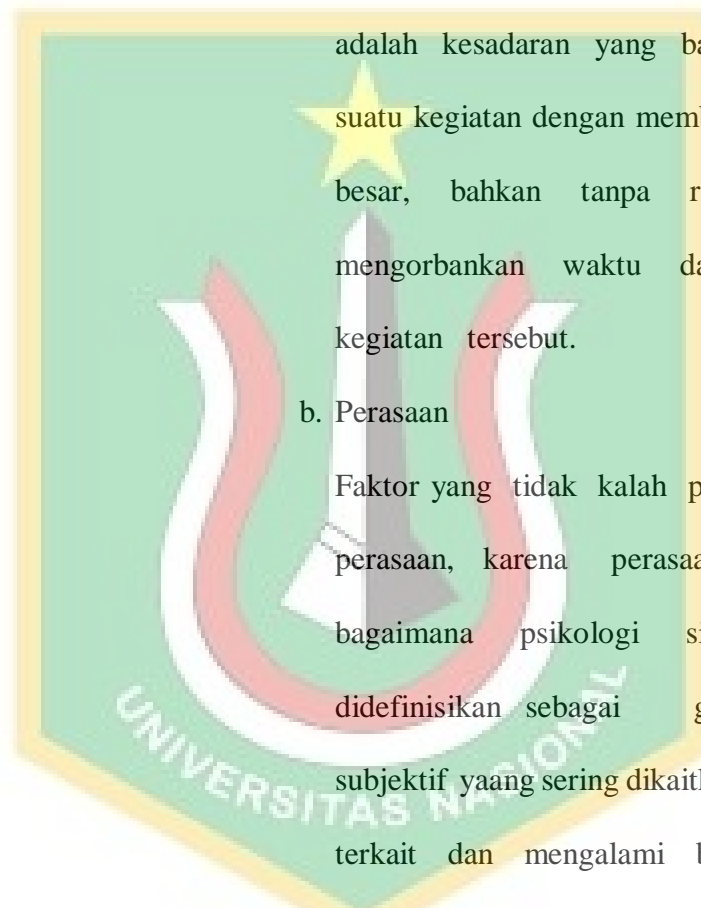 adalah kesadaran yang
suatu kegiatan dengan
besar, bahkan tanpa
mengorbankan waktu
kegiatan tersebut.
b. Perasaan
Faktor yang tidak kalah
perasaan, karena
bagaimana psikologi
didefinisikan sebagai
subjektif yaang sering
terkait dan mengalami
UNIVERSITAS NASIONAL